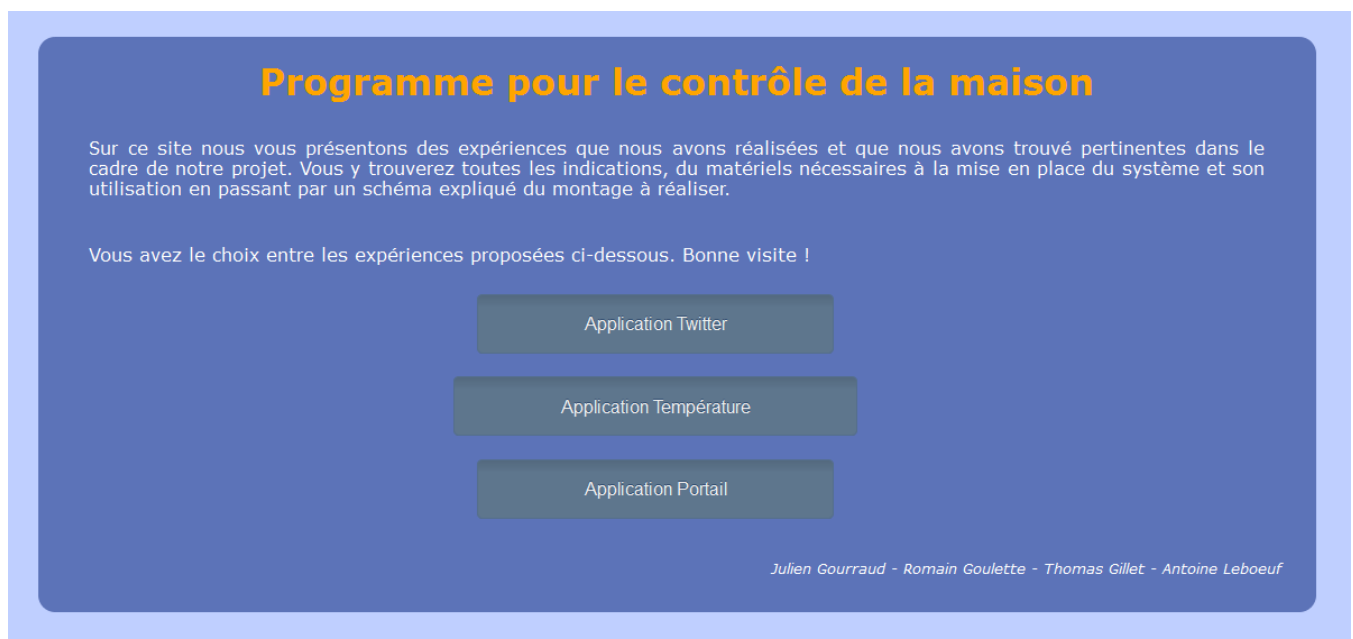 Programme pour le contrôle de la maison
Sur ce site nous vous présentons des expériences que nous avons réalisées et que nous avons trouvé pertinentes dans le
cadre de notre projet. Vous y trouverez toutes les indications, du matériels nécessaires à la mise en place du système et son
utilisation en passant par un schéma expliqué du montage à réaliser.
Vous avez le choix entre les expériences proposées ci-dessous. Bonne visite !
Application Twitter
Application Température
Application Portail
Julien Gourraud - Romain Goulette - Thomas Gillet - Antoine Leboeuf